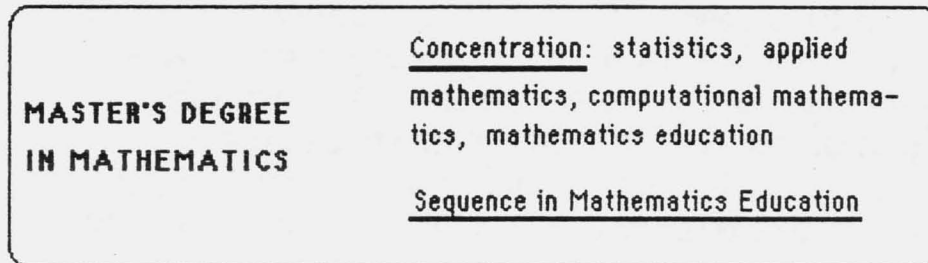 MASTER'S DEGREE
IN MATHEMATICS
Concentration: statistics, applied
mathematics, computational mathema-
tics, mathematics education
Sequence in Mathematics Education